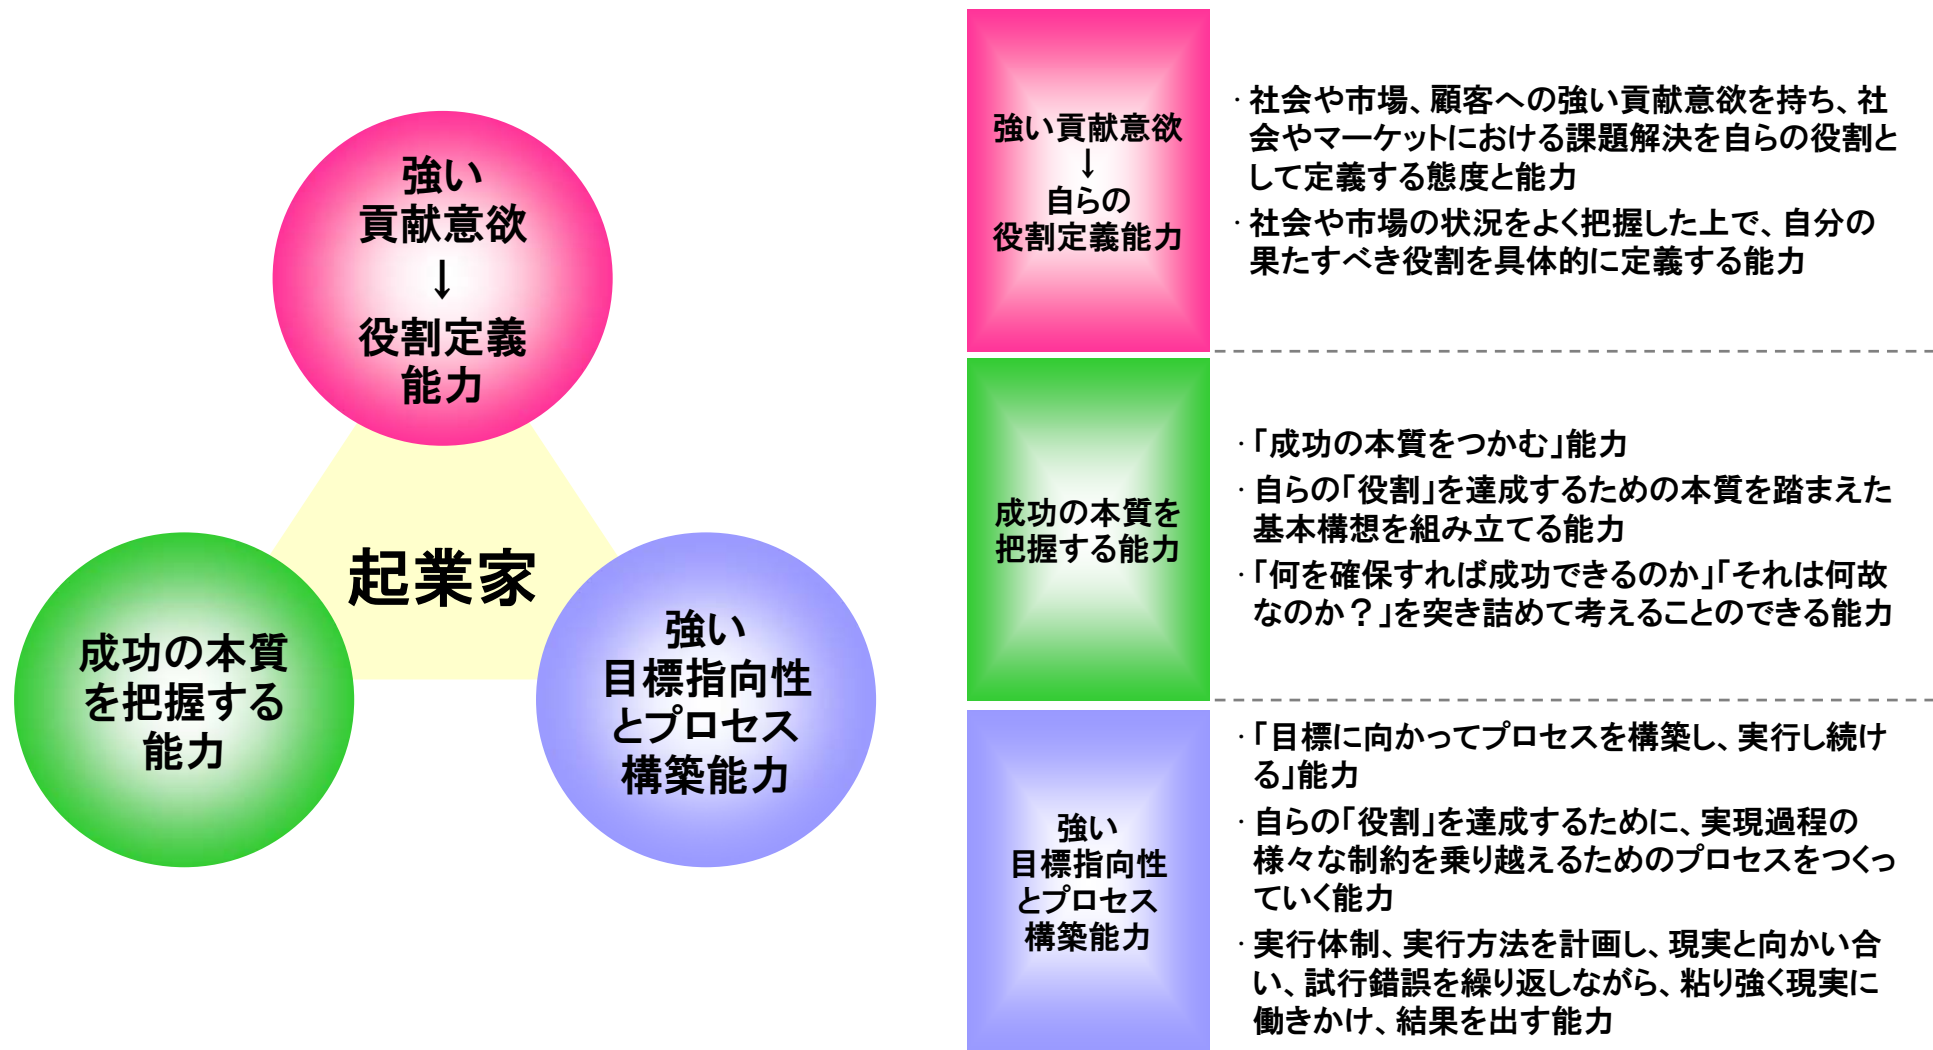 強い
貢献意欲
↓
役割定義
能力
起業家
成功の本質
を把握する
能力
強い
目標指向性
とプロセス
構築能力
強い貢献意欲
↓
自らの
役割定義能力
・社会や市場、顧客への強い貢献意欲を持ち、社
会やマーケットにおける課題解決を自らの役割と
して定義する態度と能力
・社会や市場の状況をよく把握した上で、自分の
果たすべき役割を具体的に定義する能力
成功の本質を
把握する能力
・「成功の本質をつかむ」能力
・自らの「役割」を達成するための本質を踏まえた
基本構想を組み立てる能力
・「何を確保すれば成功できるのか」「それは何故
なのか？」を突き詰めて考えることのできる能力
強い
目標指向性
とプロセス
構築能力
・「目標に向かってプロセスを構築し、実行し続け
る」能力
・自らの「役割」を達成するために、実現過程の
様々な制約を乗り越えるためのプロセスをつくっ
ていく能力
・実行体制、実行方法を計画し、現実と向かい合
い、試行錯誤を繰り返しながら、粘り強く現実に
働きかけ、結果を出す能力